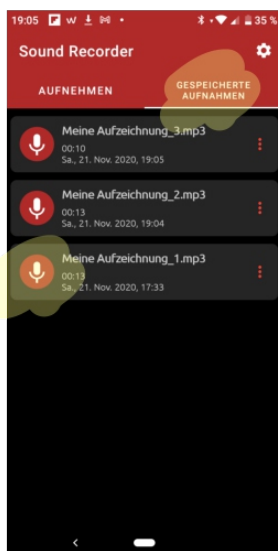 19:05 35 %
Sound Recorder
AUFNEHMEN
GESPEICHERTE
AUFNAHMEN
Meine Aufzeichnung_3.mp3
00:10
Sa., 21. Nov. 2020, 19:05
Meine Aufzeichnung_2.mp3
00:13
Sa., 21. Nov. 2020, 19:04
Meine Aufzeichnung_1.mp3
00:13
Sa., 21. Nov. 2020, 17:33